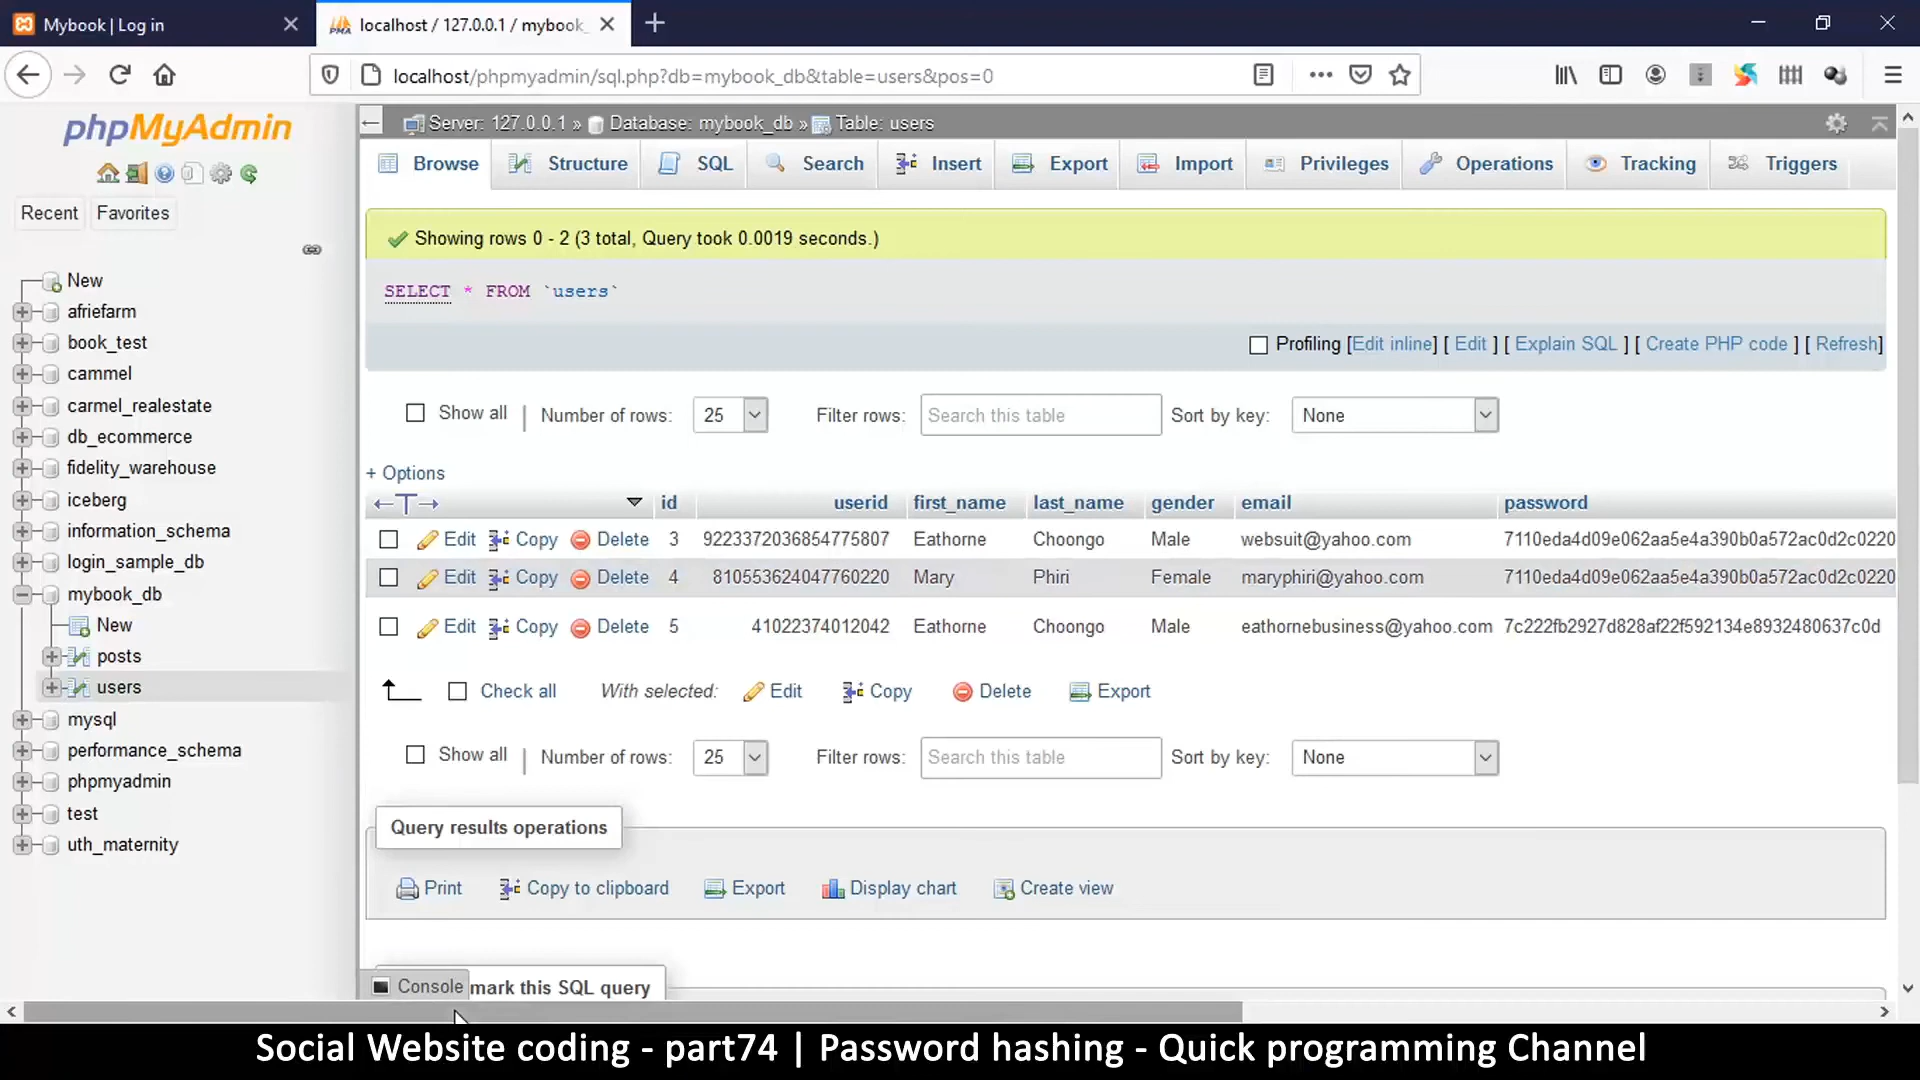 Mybook | Log in
localhost / 127.0.0.1 / mybook_
localhost/phpmyadmin/sql.php?db=mybook_db&table=users&pos=0
phpMyAdmin
Recent Favorites
New
afriefarm
book_test
cammel
carmel_realestate
db_ecommerce
fidelity_warehouse
iceberg
information_schema
login_sample_db
mybook_db
New
posts
users
mysql
performance_schema
phpmyadmin
test
uth_maternity
Server: 127.0.0.1 » Database: mybook_db » Table: users
Browse Structure SQL Search Insert Export Import Privileges Operations Tracking Triggers
Showing rows 0 - 2 (3 total, Query took 0.0019 seconds.)
SELECT * FROM `users`
Profiling [Edit inline] [ Edit ] [ Explain SQL ] [ Create PHP code ] [ Refresh]
Show all | Number of rows: 25 Filter rows: Search this table Sort by key: None
+ Options
id userid first_name last_name gender email password
Edit Copy Delete 3 9223372036854775807 Eathorne Choongo Male websuit@yahoo.com 7110eda4d09e062aa5e4a390b0a572ac0d2c0220
Edit Copy Delete 4 810553624047760220 Mary Phiri Female maryphiri@yahoo.com 7110eda4d09e062aa5e4a390b0a572ac0d2c0220
Edit Copy Delete 5 41022374012042 Eathorne Choongo Male eathornebusiness@yahoo.com 7c222fb2927d828af22f592134e8932480637c0d
Check all With selected: Edit Copy Delete Export
Show all | Number of rows: 25 Filter rows: Search this table Sort by key: None
Query results operations
Print Copy to clipboard Export Display chart Create view
Console mark this SQL query
Social Website coding - part74 | Password hashing - Quick programming Channel